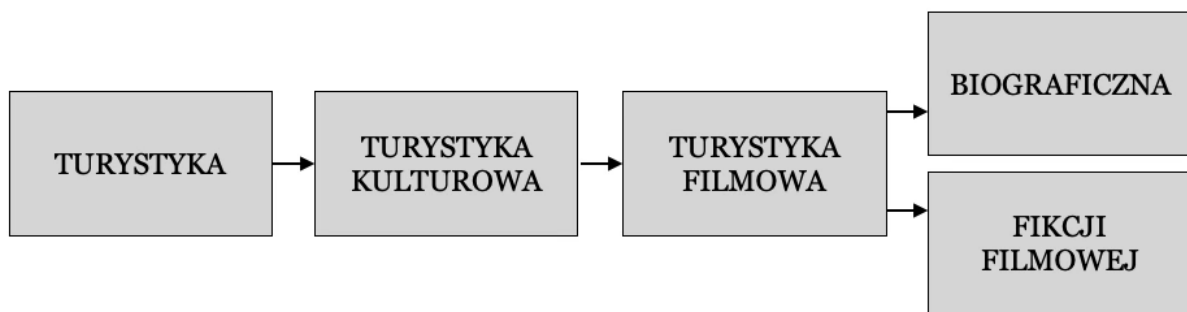 TURYSTYKA
TURYSTYKA
KULTUROWA
TURYSTYKA
FILMOWA
BIOGRAFICZNA
FIKCJI
FILMOWEJ